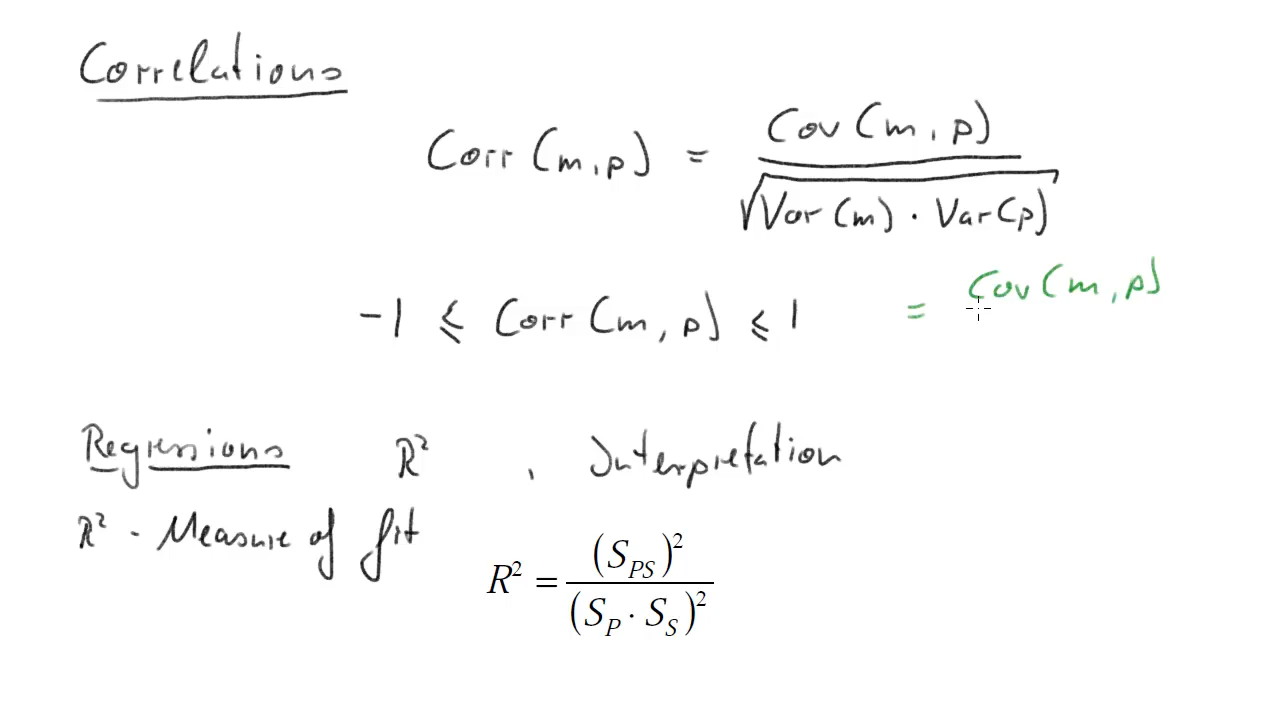 Correlations
Corr (m, p) = Cov (m, p) / √Var (m) · Var (p)
-1 ≤ Corr (m, p) ≤ 1 = Cov (m, p)
Regressions R² , Interpretation
R² - Measure of fit
R² = (S_PS)² / (S_P · S_S)²